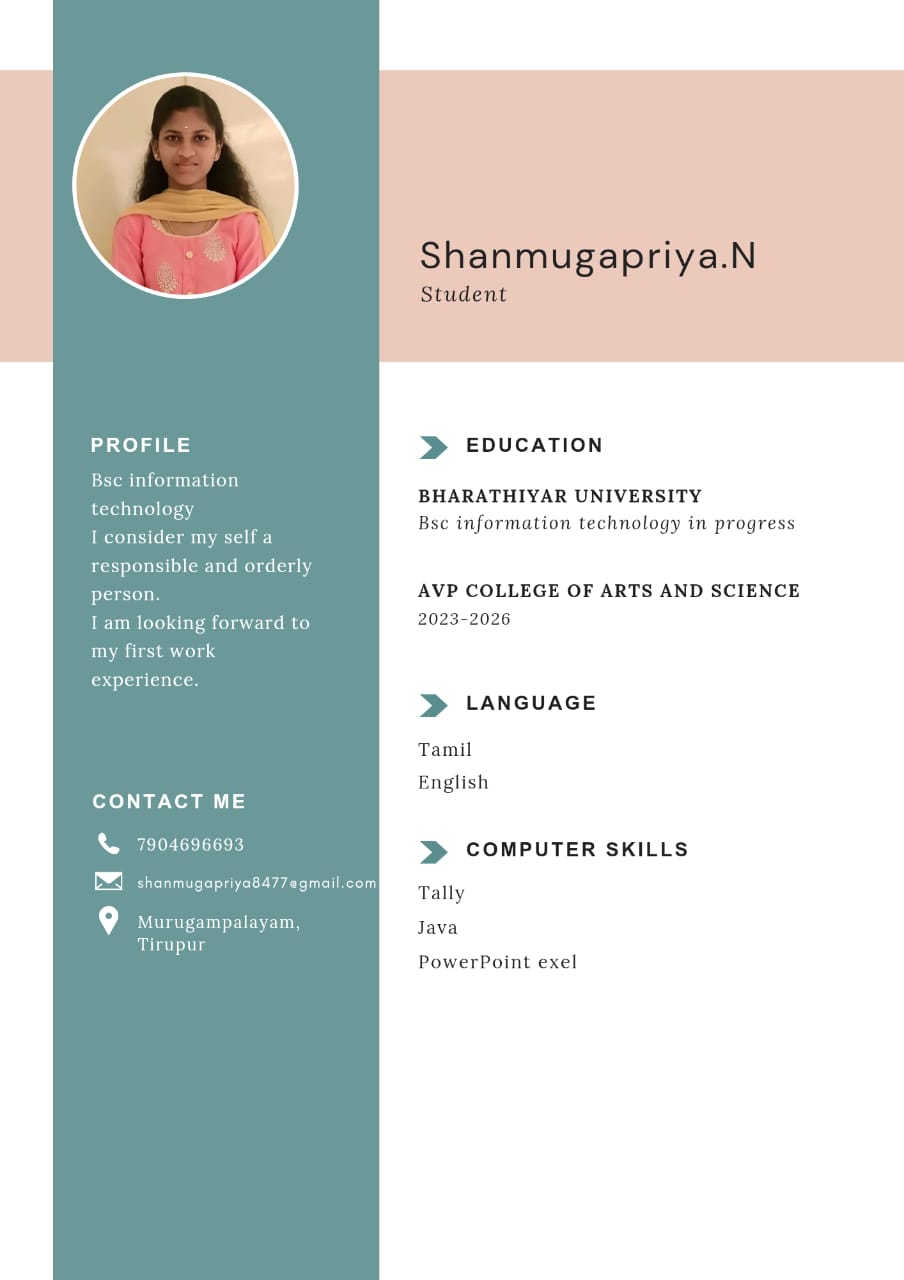 Shanmugapriya.N
Student
PROFILE
Bsc information
technology
I consider my self a
responsible and orderly
person.
I am looking forward to
my first work
experience.
CONTACT ME
7904696693
shanmugapriya8477@gmail.com
Murugampalayam,
Tirupur
EDUCATION
BHARATHIYAR UNIVERSITY
Bsc information technology in progress
AVP COLLEGE OF ARTS AND SCIENCE
2023-2026
LANGUAGE
Tamil
English
COMPUTER SKILLS
Tally
Java
PowerPoint exel